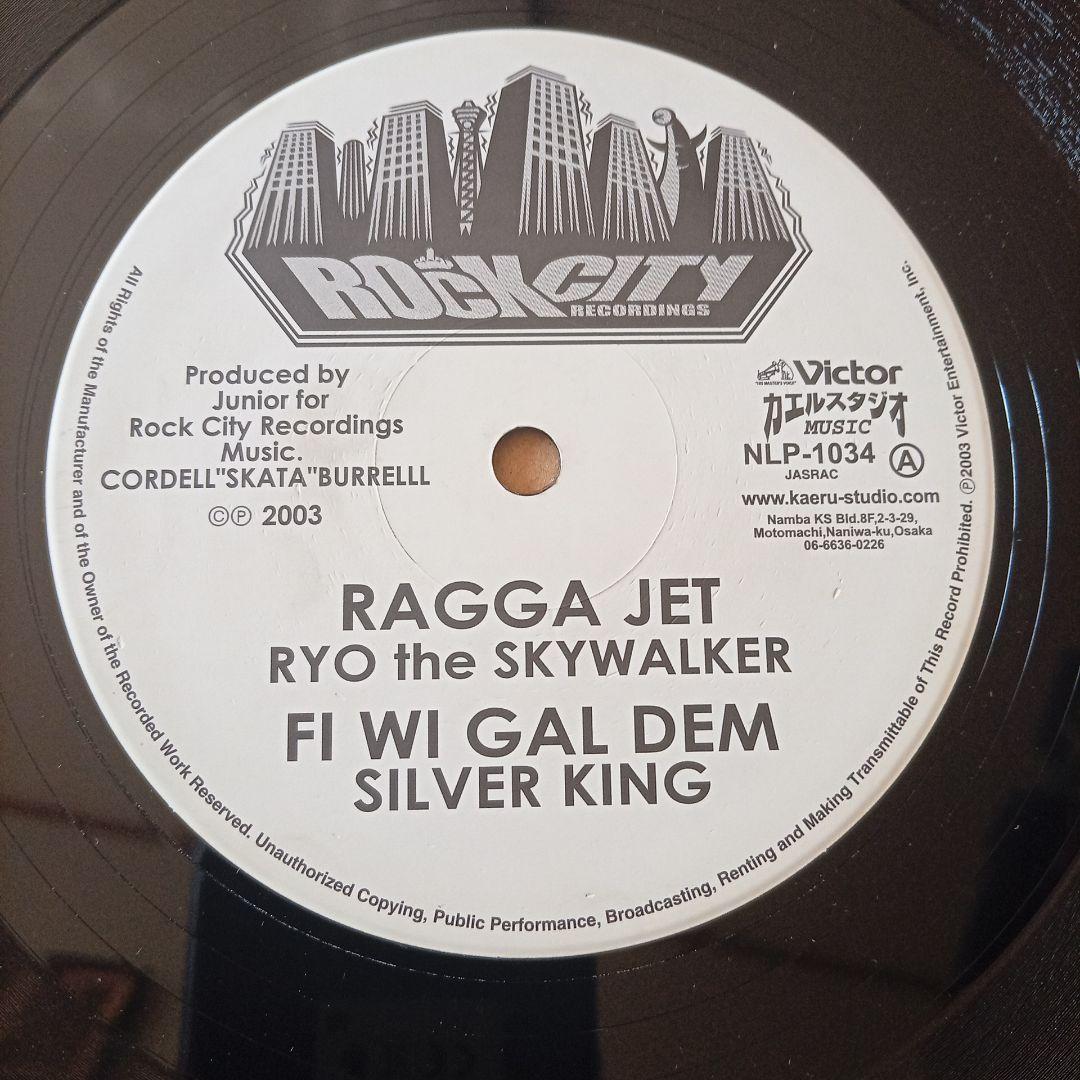 ROCK CITY
RECORDINGS
Produced by
Junior for
Rock City Recordings
Music.
CORDELL"SKATA"BURRELLL
©℗ 2003
"HIS MASTER'S VOICE"
Victor
カエルスタジオ
MUSIC
NLP-1034 A
JASRAC
www.kaeru-studio.com
Namba KS Bld.8F,2-3-29,
Motomachi,Naniwa-ku,Osaka
06-6636-0226
RAGGA JET
RYO the SKYWALKER
FI WI GAL DEM
SILVER KING
All Rights of the Manufacturer and of the Owner of the Recorded Work Reserved. Unauthorized Copying, Public Performance, Broadcasting, Renting and Making Transmittable of This Record Prohibited. ℗2003 Victor Entertainment, Inc.